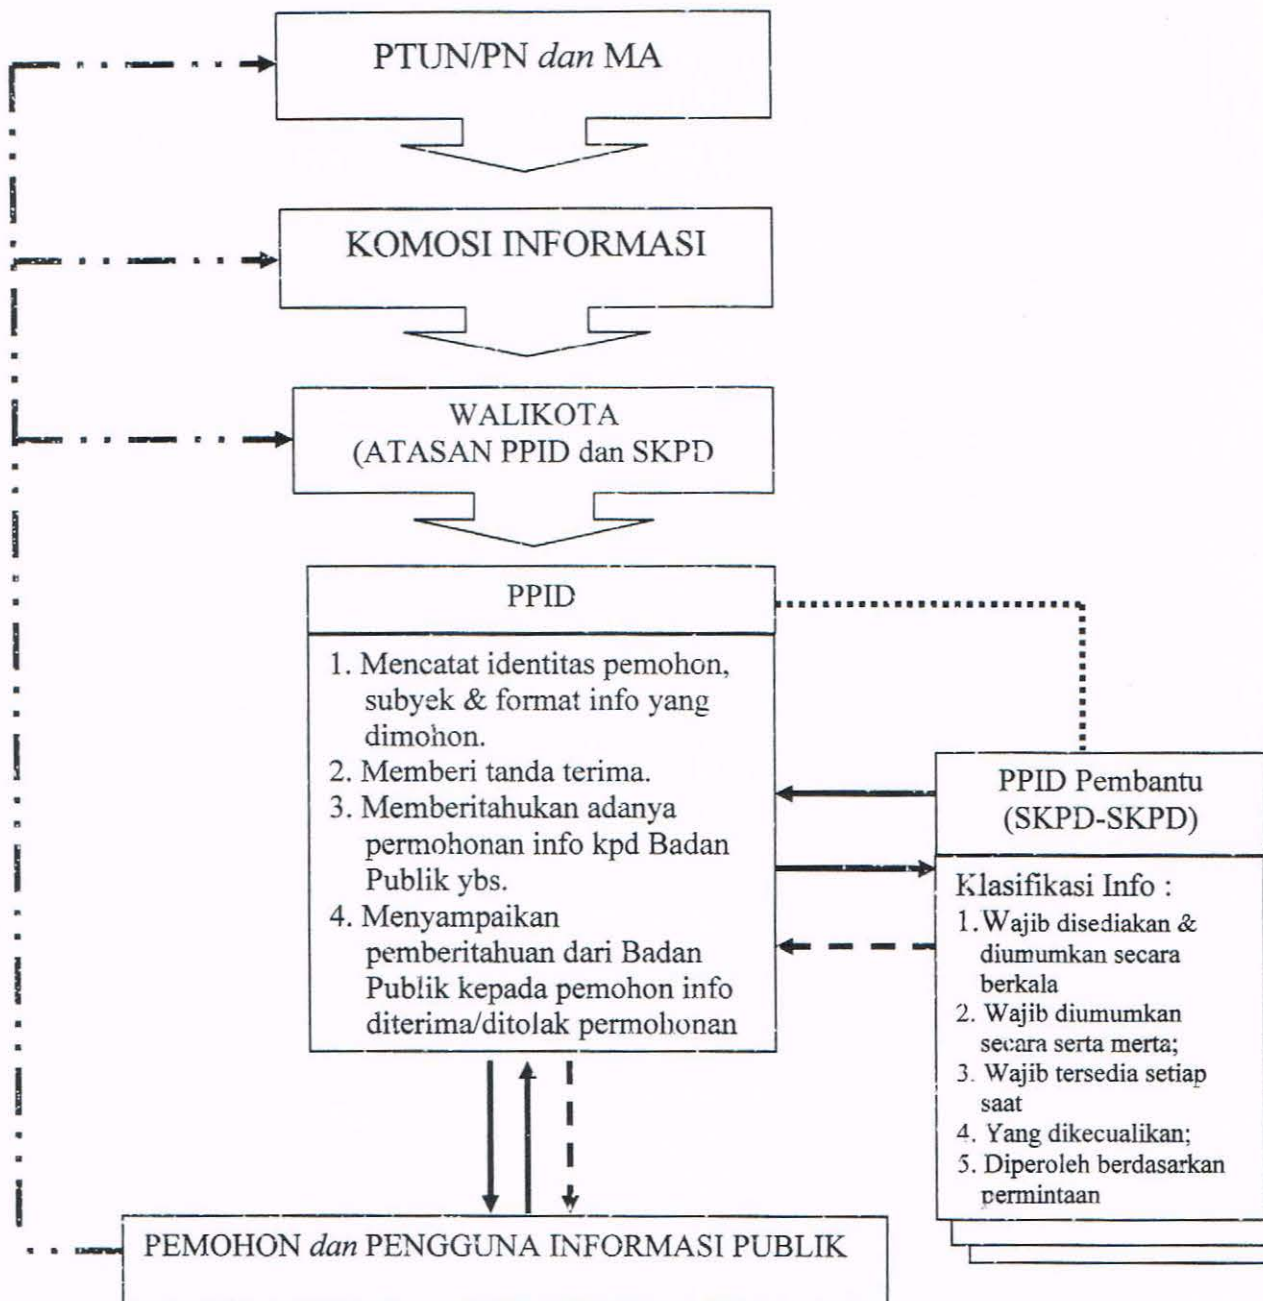 PTUN/PN dan MA
KOMOSI INFORMASI
WALIKOTA
(ATASAN PPID dan SKPD
PPID
1. Mencatat identitas pemohon,
subyek & format info yang
dimohon.
2. Memberi tanda terima.
3. Memberitahukan adanya
permohonan info kpd Badan
Publik ybs.
4. Menyampaikan
pemberitahuan dari Badan
Publik kepada pemohon info
diterima/ditolak permohonan
PPID Pembantu
(SKPD-SKPD)
Klasifikasi Info :
1. Wajib disediakan &
diumumkan secara
berkala
2. Wajib diumumkan
secara serta merta;
3. Wajib tersedia setiap
saat
4. Yang dikecualikan;
5. Diperoleh berdasarkan
permintaan
PEMOHON dan PENGGUNA INFORMASI PUBLIK